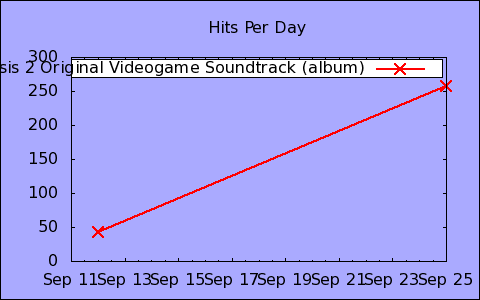 Hits Per Day
300
sis 2 Original Videogame Soundtrack (album)
250
200
150
100
50
0
Sep 11 Sep 13 Sep 15 Sep 17 Sep 19 Sep 21 Sep 23 Sep 25